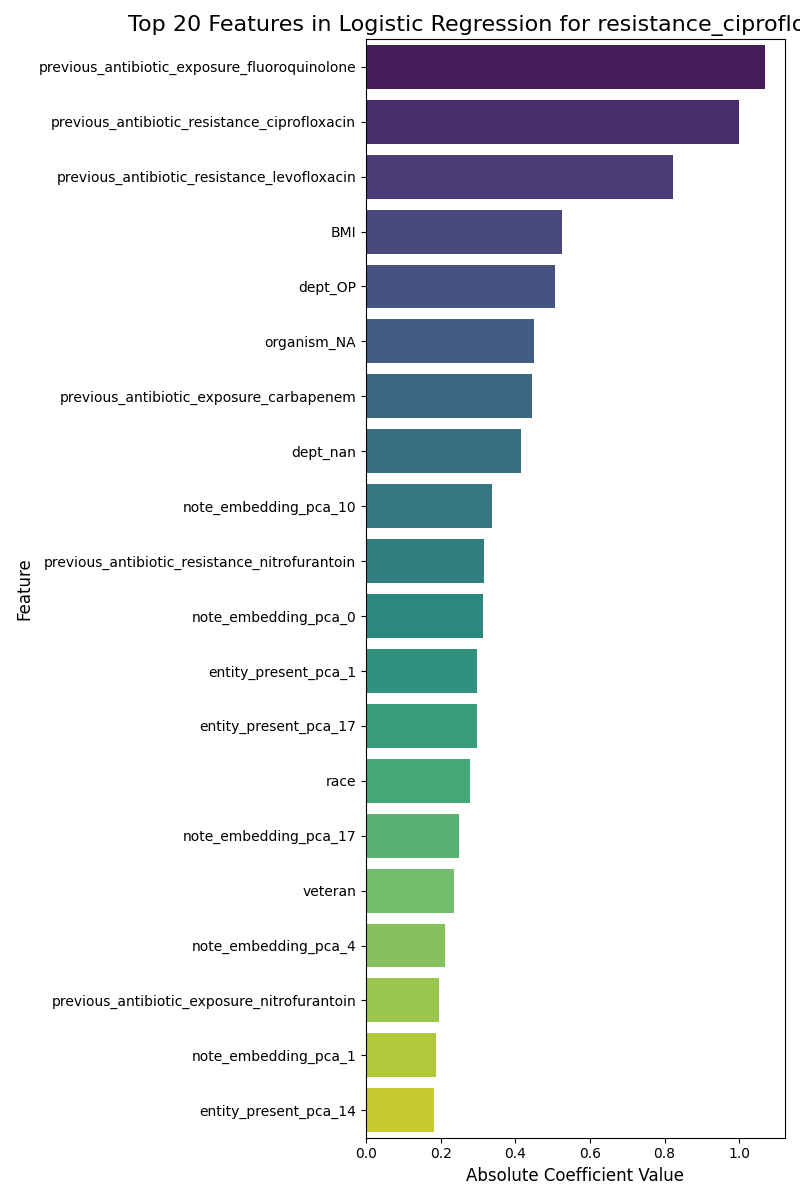 Top 20 Features in Logistic Regression for resistance_ciproflo
previous_antibiotic_exposure_fluoroquinolone
previous_antibiotic_resistance_ciprofloxacin
previous_antibiotic_resistance_levofloxacin
BMI
dept_OP
organism_NA
previous_antibiotic_exposure_carbapenem
dept_nan
note_embedding_pca_10
previous_antibiotic_resistance_nitrofurantoin
note_embedding_pca_0
entity_present_pca_1
entity_present_pca_17
race
note_embedding_pca_17
veteran
note_embedding_pca_4
previous_antibiotic_exposure_nitrofurantoin
note_embedding_pca_1
entity_present_pca_14
Feature
0.0 0.2 0.4 0.6 0.8 1.0
Absolute Coefficient Value